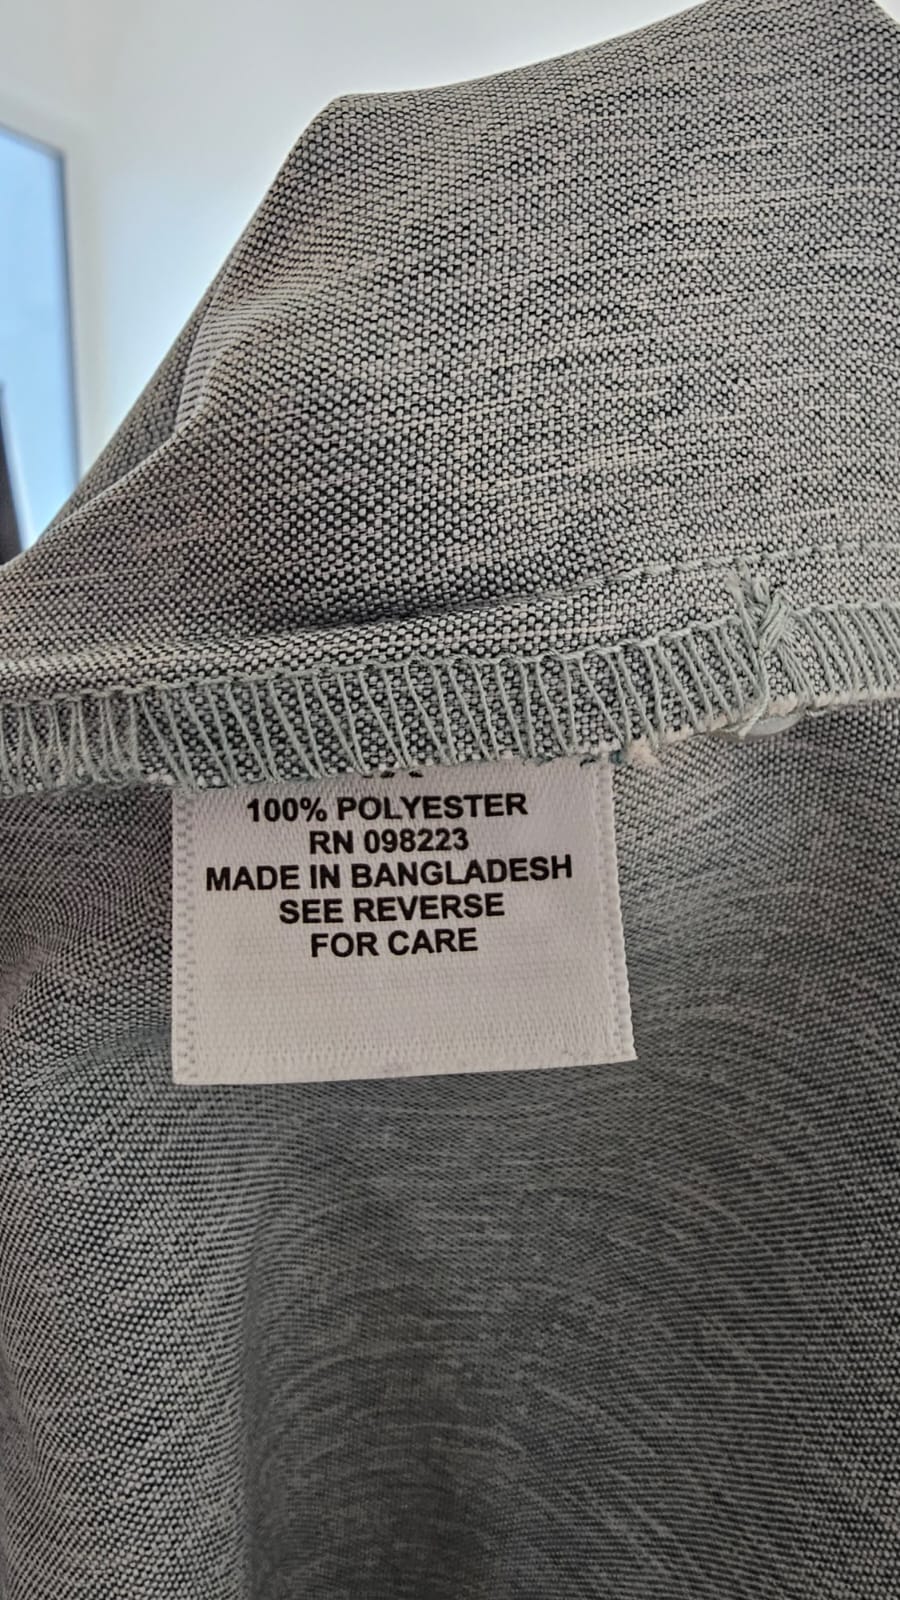 100% POLYESTER
RN 098223
MADE IN BANGLADESH
SEE REVERSE
FOR CARE